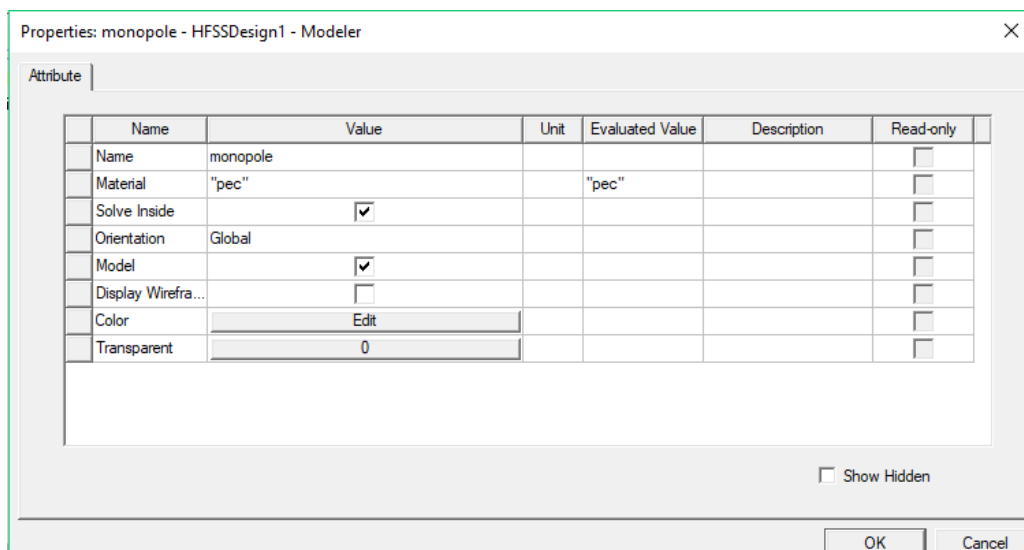 Properties: monopole - HFSSDesign1 - Modeler
Attribute
Name Value Unit Evaluated Value Description Read-only
Name monopole
Material "pec" "pec"
Solve Inside
Orientation Global
Model
Display Wirefra...
Color Edit
Transparent 0
Show Hidden
OK Cancel